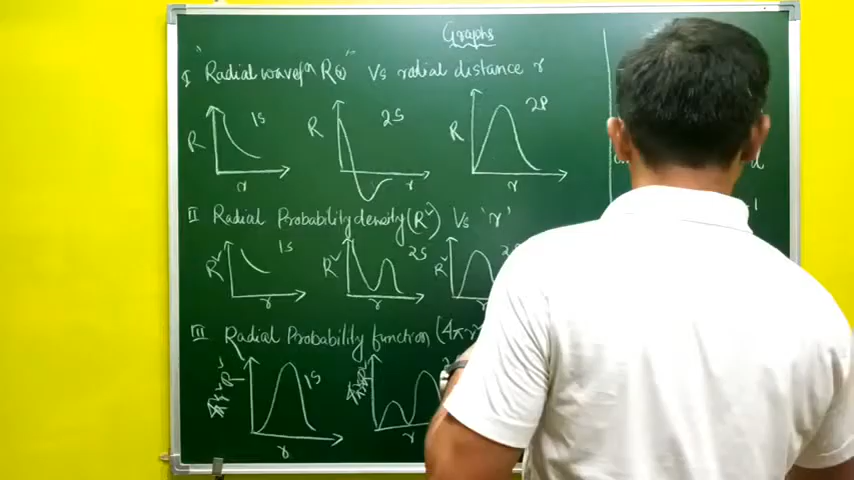 Graphs
I "Radial wavefn R(r)" Vs radial distance r
R 1S r
R 2S r
R 2P r
II Radial Probability density (R²) Vs 'r'
R² 1S r
R² 2S r
R² r
III Radial Probability function (4πr²
1S r
r